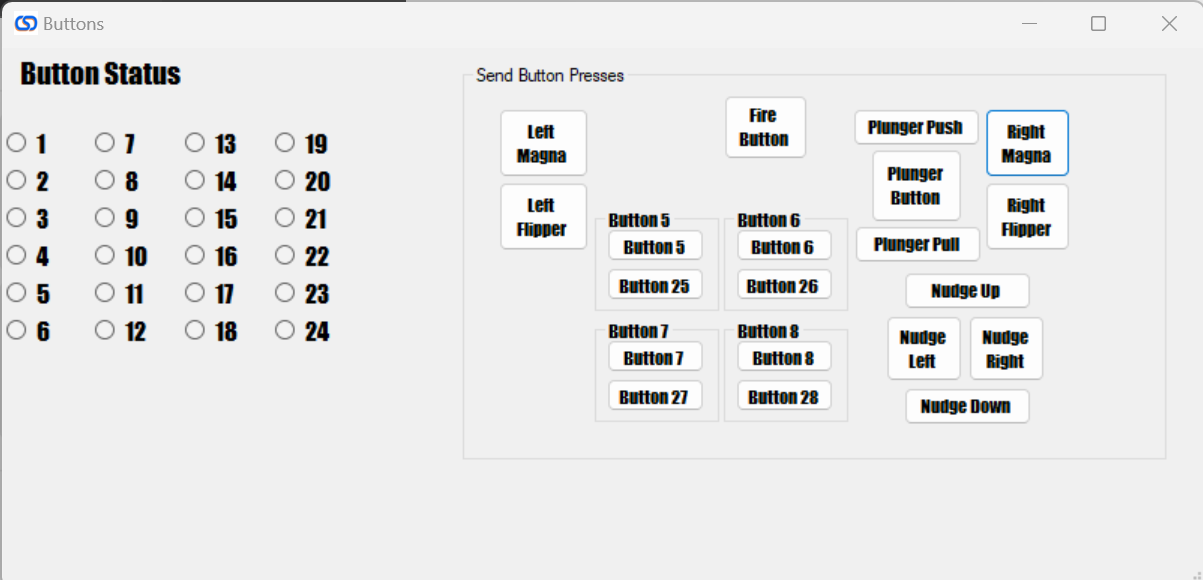 Buttons
Button Status
1 7 13 19
2 8 14 20
3 9 15 21
4 10 16 22
5 11 17 23
6 12 18 24
Send Button Presses
Left
Magna
Left
Flipper
Fire
Button
Plunger Push
Plunger
Button
Plunger Pull
Right
Magna
Right
Flipper
Button 5
Button 5
Button 25
Button 6
Button 6
Button 26
Button 7
Button 7
Button 27
Button 8
Button 8
Button 28
Nudge Up
Nudge
Left
Nudge
Right
Nudge Down